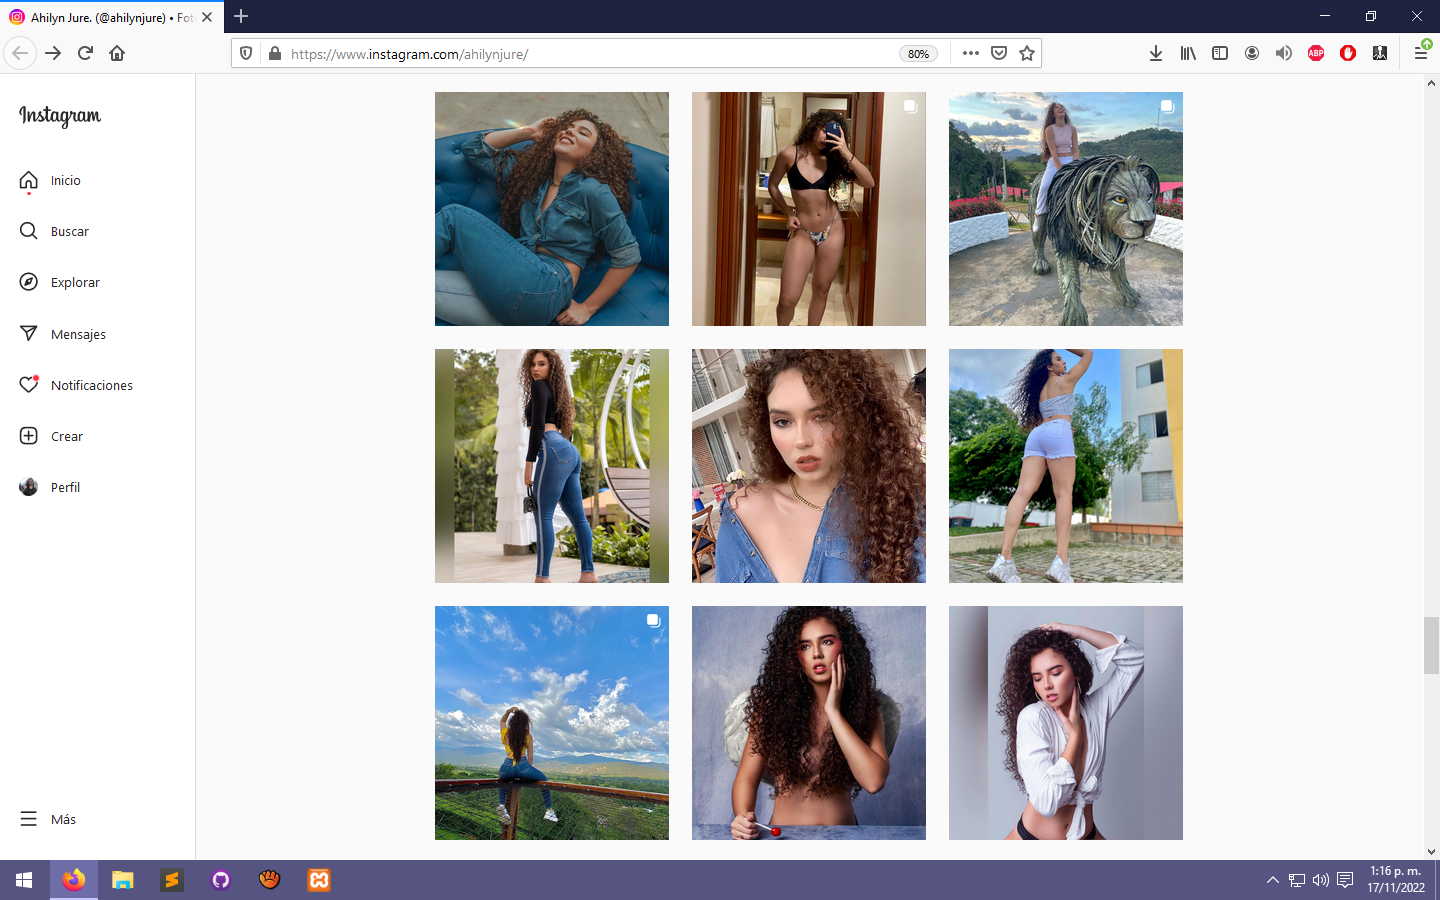 Ahilyn Jure. (@ahilynjure) • Fot
https://www.instagram.com/ahilynjure/
80%
ABP
Instagram
Inicio
Buscar
Explorar
Mensajes
Notificaciones
Crear
Perfil
Más
1:16 p. m.
17/11/2022